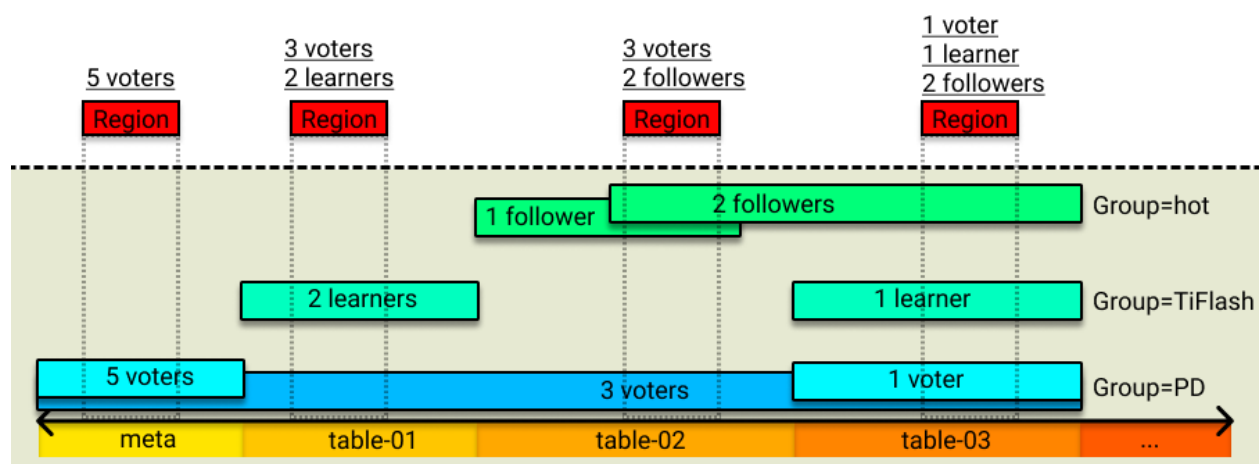 5 voters
Region
3 voters
2 learners
Region
3 voters
2 followers
Region
1 voter
1 learner
2 followers
Region
1 follower
2 followers
Group=hot
2 learners
1 learner
Group=TiFlash
5 voters
3 voters
1 voter
Group=PD
meta
table-01
table-02
table-03
...